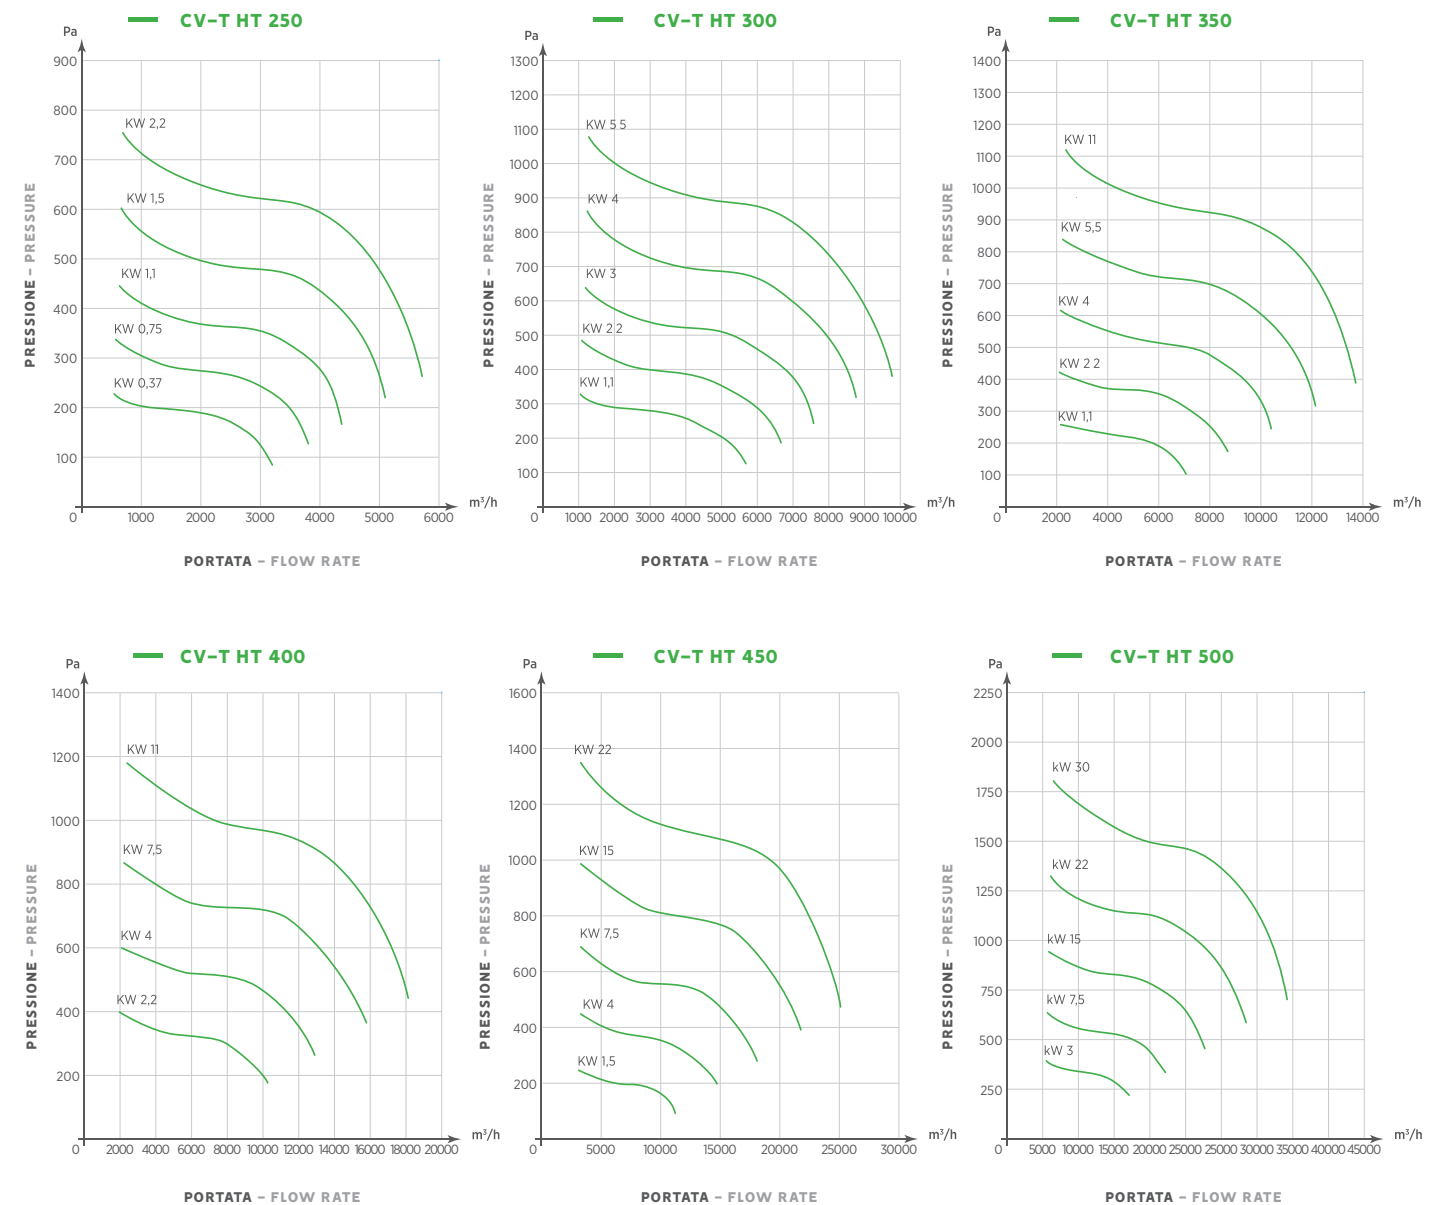 CV–T HT 250
Pa
900
800
700
600
500
400
300
200
100
0
1000 2000 3000 4000 5000 6000
m³/h
KW 2,2
KW 1,5
KW 1,1
KW 0,75
KW 0,37
PRESSIONE – PRESSURE
PORTATA – FLOW RATE
CV–T HT 300
Pa
1300
1200
1100
1000
900
800
700
600
500
400
300
200
100
0
1000 2000 3000 4000 5000 6000 7000 8000 9000 10000
m³/h
KW 5 5
KW 4
KW 3
KW 2 2
KW 1,1
PRESSIONE – PRESSURE
PORTATA – FLOW RATE
CV–T HT 350
Pa
1400
1300
1200
1100
1000
900
800
700
600
500
400
300
200
100
0
2000 4000 6000 8000 10000 12000 14000
m³/h
KW 11
KW 5,5
KW 4
KW 2 2
KW 1,1
PRESSIONE – PRESSURE
PORTATA – FLOW RATE
CV–T HT 400
Pa
1400
1200
1000
800
600
400
200
0
2000 4000 6000 8000 10000 12000 14000 16000 18000 20000
m³/h
KW 11
KW 7,5
KW 4
KW 2,2
PRESSIONE – PRESSURE
PORTATA – FLOW RATE
CV–T HT 450
Pa
1600
1400
1200
1000
800
600
400
200
0
5000 10000 15000 20000 25000 30000
m³/h
KW 22
KW 15
KW 7,5
KW 4
KW 1,5
PRESSIONE – PRESSURE
PORTATA – FLOW RATE
CV–T HT 500
Pa
2250
2000
1750
1500
1250
1000
750
500
250
0
5000 10000 15000 20000 25000 25000 30000 35000 40000 45000
m³/h
kW 30
kW 22
kW 15
kW 7,5
kW 3
PRESSIONE – PRESSURE
PORTATA – FLOW RATE